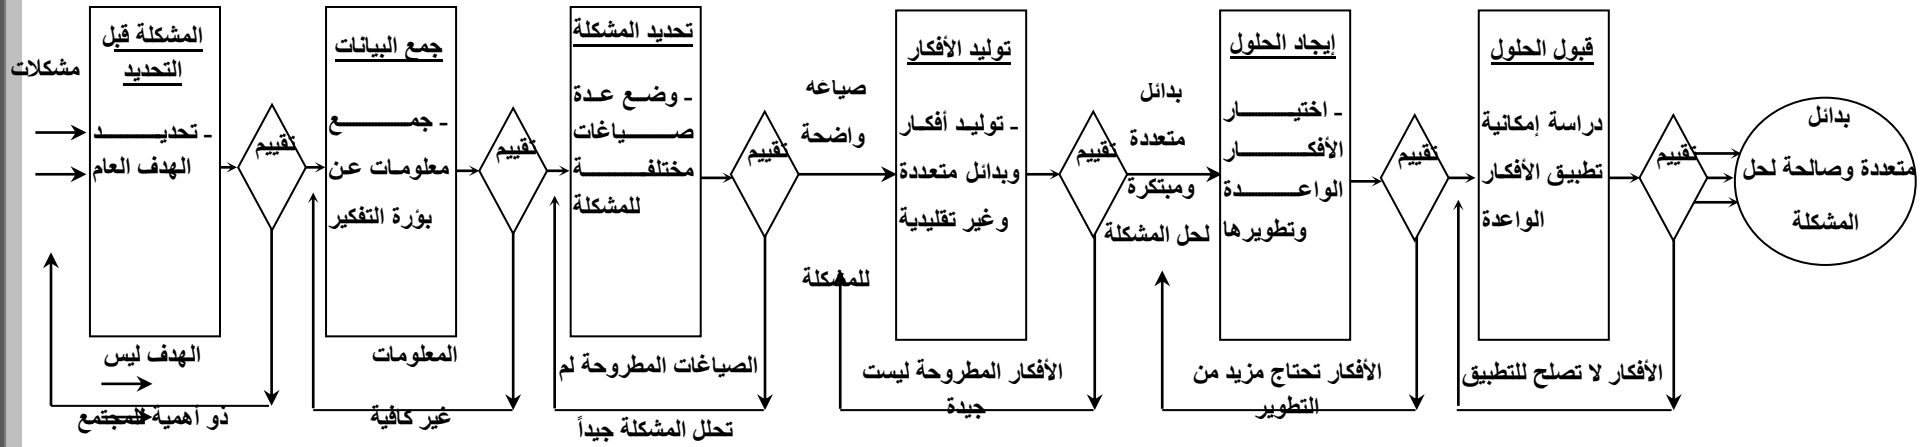 مشكلات
المشكلة قبل
التحديد
- تحديد
الهدف العام
تقييم
الهدف ليس
ذو أهمية للمجتمع
جمع البيانات
- جمع
معلومات عن
بؤرة التفكير
تقييم
المعلومات
غير كافية
تحديد المشكلة
- وضع عدة
صياغات
مختلفة
للمشكلة
تقييم
الصياغات المطروحة لم
تحلل المشكلة جيداً
صياغه
واضحة
للمشكلة
توليد الأفكار
- توليد أفكار
وبدائل متعددة
وغير تقليدية
تقييم
الأفكار المطروحة ليست
جيدة
بدائل
متعددة
ومبتكرة
لحل المشكلة
إيجاد الحلول
- اختيار
الأفكار
الواعدة
وتطويرها
تقييم
الأفكار تحتاج مزيد من
التطوير
قبول الحلول
دراسة إمكانية
تطبيق الأفكار
الواعدة
تقييم
الأفكار لا تصلح للتطبيق
بدائل
متعددة وصالحة لحل
المشكلة